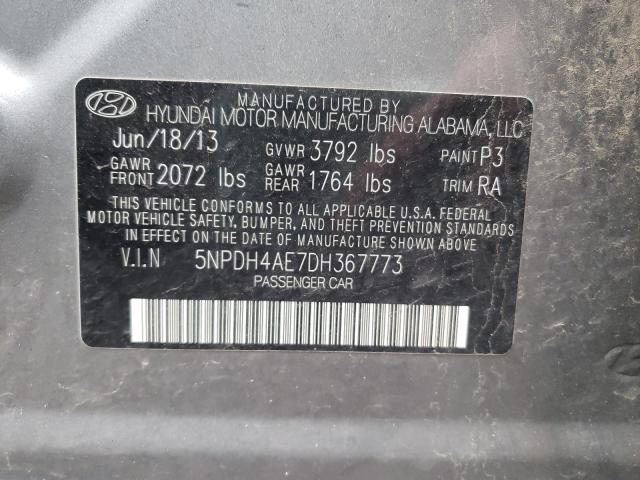 MANUFACTURED BY
HYUNDAI MOTOR MANUFACTURING ALABAMA, LLC
Jun/18/13 GVWR 3792 lbs PAINT P3
GAWR FRONT 2072 lbs GAWR REAR 1764 lbs TRIM RA
THIS VEHICLE CONFORMS TO ALL APPLICABLE U.S.A. FEDERAL
MOTOR VEHICLE SAFETY, BUMPER, AND THEFT PREVENTION STANDARDS
IN EFFECT ON THE DATE OF MANUFACTURE SHOWN ABOVE.
V.I.N 5NPDH4AE7DH367773
PASSENGER CAR